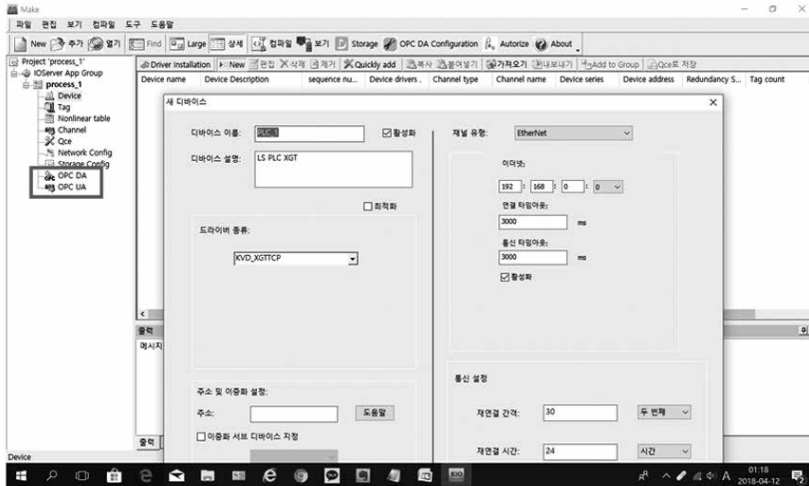 Make
파일 편집 보기 컴파일 도구 도움말
New 추가 열기 Find Large 상세 컴파일 보기 Storage OPC DA Configuration Autorize About
Project 'process_1'
IOServer App Group
process_1
Device
Tag
Nonlinear table
Channel
Qce
Network Config
Storage Config
OPC DA
OPC UA
Driver installation New 편집 삭제 제거 Quickly add 복사 붙여넣기 가져오기 내보내기 Add to Group Qce로 저장
Device name Device Description sequence nu... Device drivers . Channel type Channel name Device series Device address Redundancy S... Tag count
새 디바이스
디바이스 이름: PLC_1 활성화
디바이스 설명: LS PLC XGT
최적화
드라이버 종류:
KVD_XGTTCP
주소 및 이중화 설정:
주소: 도움말
이중화 서브 디바이스 지정
채널 유형: EtherNet
이더넷:
192 : 168 : 0 : 0
연결 타임아웃:
3000 ms
통신 타임아웃:
3000 ms
활성화
통신 설정
재연결 간격: 30 두 번째
재연결 시간: 24 시간
출력
메시지
출력
Device
01:18
2018-04-12